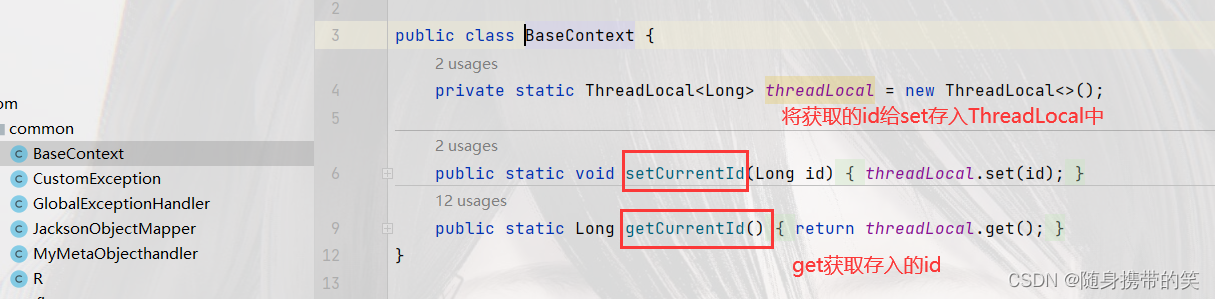 2
3 public class BaseContext {
2 usages
4 private static ThreadLocal<Long> threadLocal = new ThreadLocal<>();
5 将获取的id给set存入ThreadLocal中
om
common
2 usages
BaseContext
6 public static void setCurrentId(Long id) { threadLocal.set(id); }
CustomException
12 usages
GlobalExceptionHandler
9 public static Long getCurrentId() { return threadLocal.get(); }
JacksonObjectMapper
MyMetaObjecthandler
12 }
get获取存入的id
R
13
CSDN @随身携带的笑